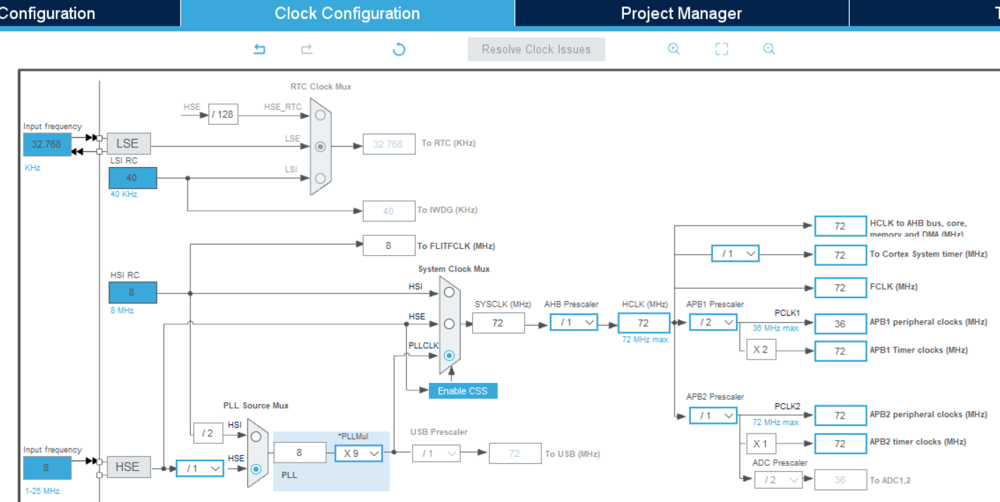 Configuration
Clock Configuration
Project Manager
T
Resolve Clock Issues
RTC Clock Mux
HSE
/ 128
HSE_RTC
Input frequency
32.768
KHz
LSE
LSE
32.768
To RTC (KHz)
LSI RC
40
40 KHz
LSI
40
To IWDG (KHz)
8
To FLITFCLK (MHz)
HSI RC
8
8 MHz
System Clock Mux
HSI
HSE
PLLCLK
SYSCLK (MHz)
72
AHB Prescaler
/ 1
HCLK (MHz)
72
72 MHz max
72
HCLK to AHB bus, core,
memory and DMA (MHz)
/ 1
72
To Cortex System timer (MHz)
72
FCLK (MHz)
APB1 Prescaler
/ 2
PCLK1
36 MHz max
36
APB1 peripheral clocks (MHz)
X 2
72
APB1 Timer clocks (MHz)
Enable CSS
APB2 Prescaler
/ 1
PCLK2
72 MHz max
72
APB2 peripheral clocks (MHz)
X 1
72
APB2 timer clocks (MHz)
ADC Prescaler
/ 2
36
To ADC1,2
PLL Source Mux
/ 2
HSI
Input frequency
8
1-25 MHz
HSE
/ 1
HSE
8
*PLLMul
X 9
PLL
USB Prescaler
/ 1
72
To USB (MHz)